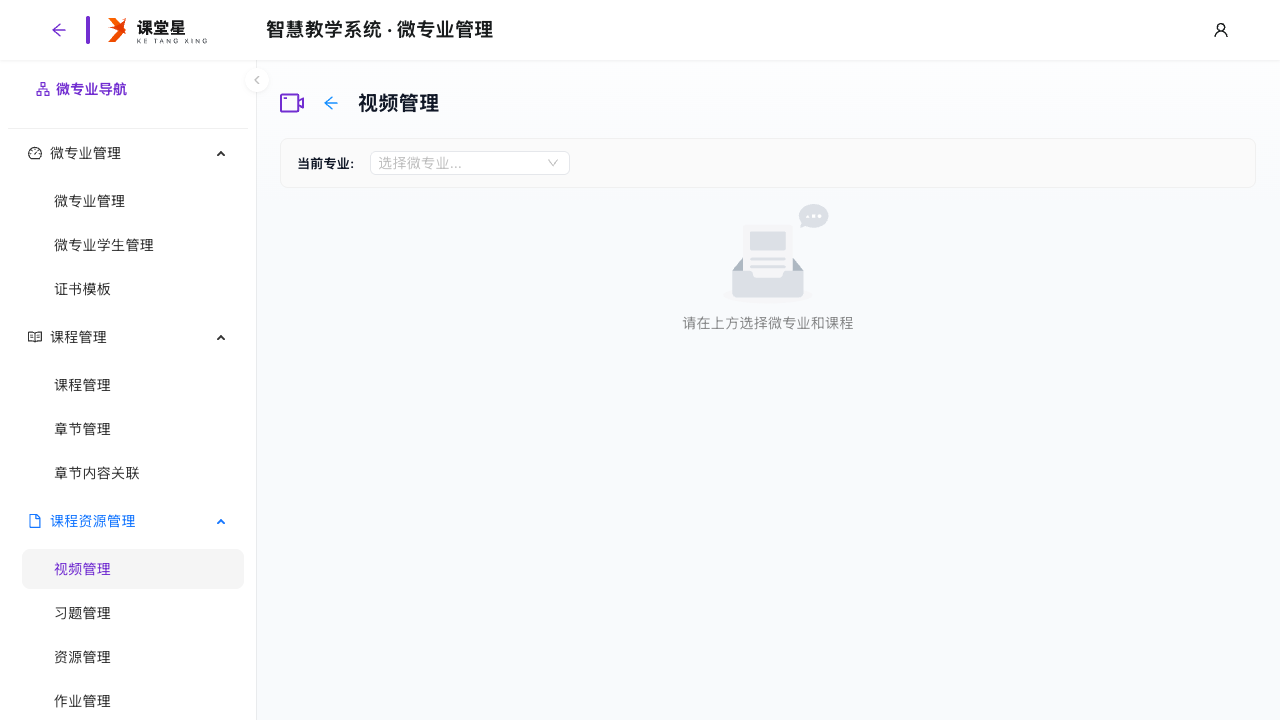 课堂星
KE TANG XING
智慧教学系统 · 微专业管理
微专业导航
微专业管理
微专业管理
微专业学生管理
证书模板
课程管理
课程管理
章节管理
章节内容关联
课程资源管理
视频管理
习题管理
资源管理
作业管理
视频管理
当前专业:
选择微专业...
请在上方选择微专业和课程